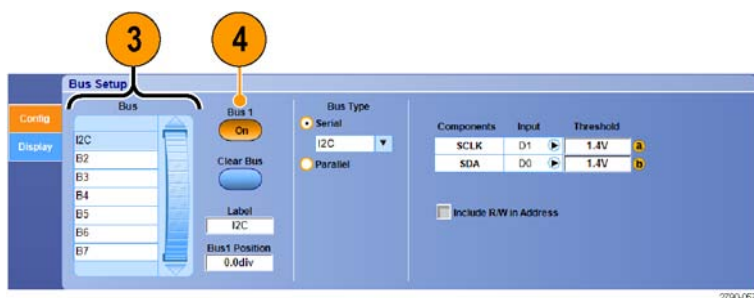 3
4
Bus Setup
Config
Display
Bus
I2C
B2
B3
B4
B5
B6
B7
Bus 1
On
Clear Bus
Label
I2C
Bus1 Position
0.0div
Bus Type
Serial
I2C
Parallel
Components Input Threshold
SCLK D1 1.4V a
SDA D0 1.4V b
Include R/W in Address